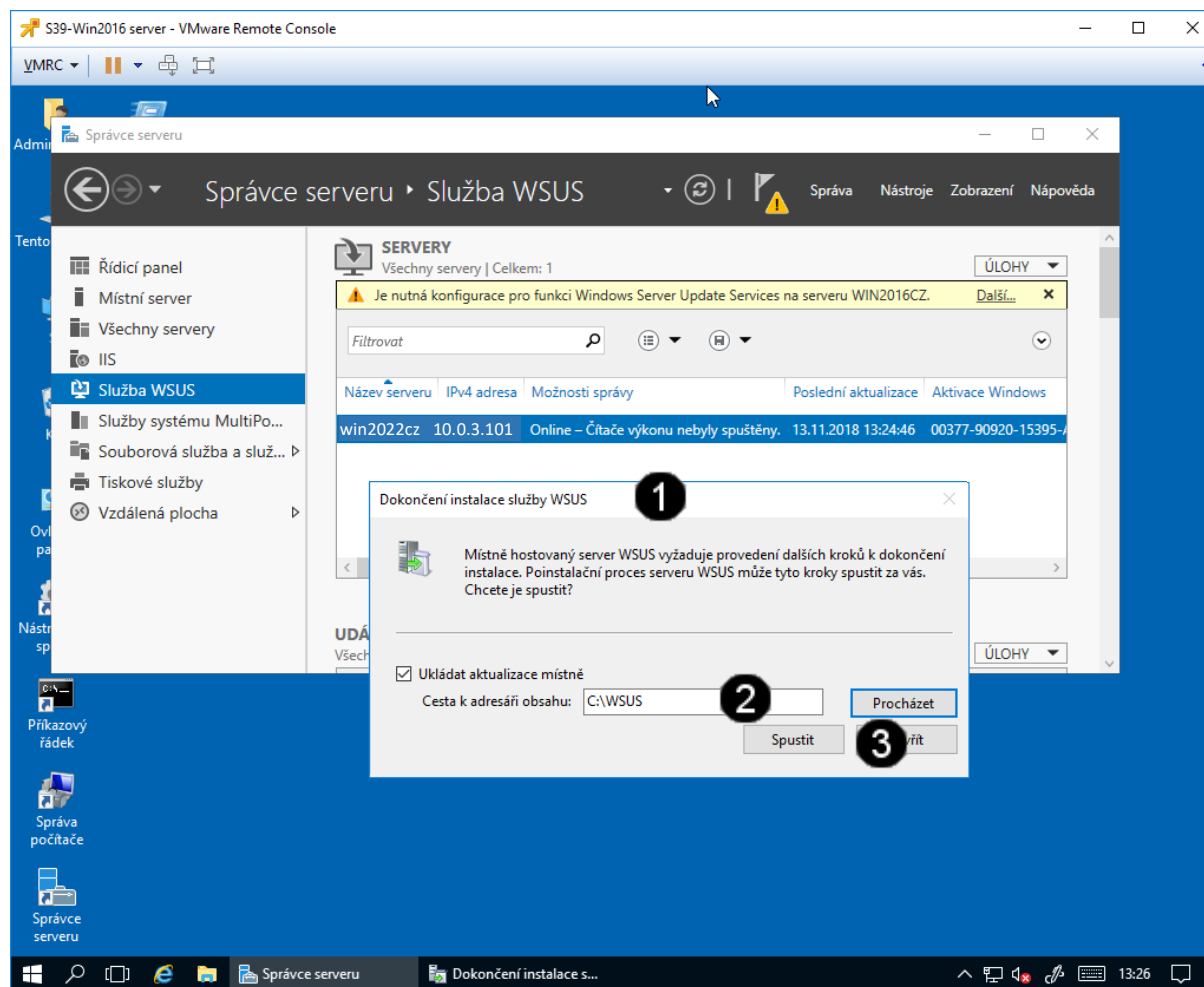 S39-Win2016 server - VMware Remote Console
VMRC
Správce serveru
Správce serveru ‣ Služba WSUS
Správa Nástroje Zobrazení Nápověda
Řídicí panel
Místní server
Všechny servery
IIS
Služba WSUS
Služby systému MultiPo...
Souborová služba a služ...
Tiskové služby
Vzdálená plocha
SERVERY
Všechny servery | Celkem: 1
ÚLOHY
Je nutná konfigurace pro funkci Windows Server Update Services na serveru WIN2016CZ. Další...
Filtrovat
Název serveru IPv4 adresa Možnosti správy Poslední aktualizace Aktivace Windows
win2022cz 10.0.3.101 Online – Čítače výkonu nebyly spuštěny. 13.11.2018 13:24:46 00377-90920-15395-
UDÁ
Všech
ÚLOHY
Dokončení instalace služby WSUS
1
Místně hostovaný server WSUS vyžaduje provedení dalších kroků k dokončení
instalace. Poinstalační proces serveru WSUS může tyto kroky spustit za vás.
Chcete je spustit?
Ukládat aktualizace místně
Cesta k adresáři obsahu: C:\WSUS 2 Procházet
Spustit 3
Tento
Příkazový
řádek
Správa
počítače
Správce
serveru
Správce serveru
Dokončení instalace s...
13:26